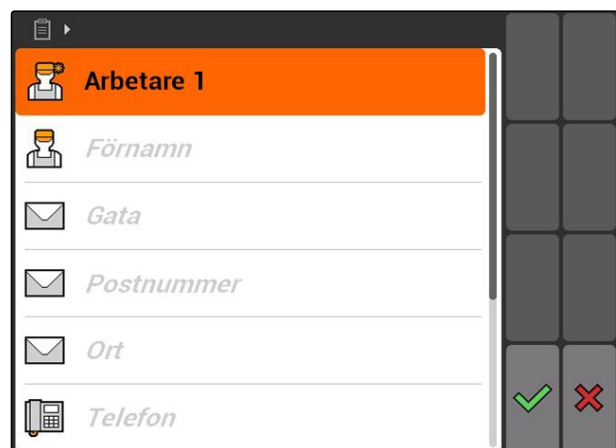 Arbetare 1
Förnamn
Gata
Postnummer
Ort
Telefon